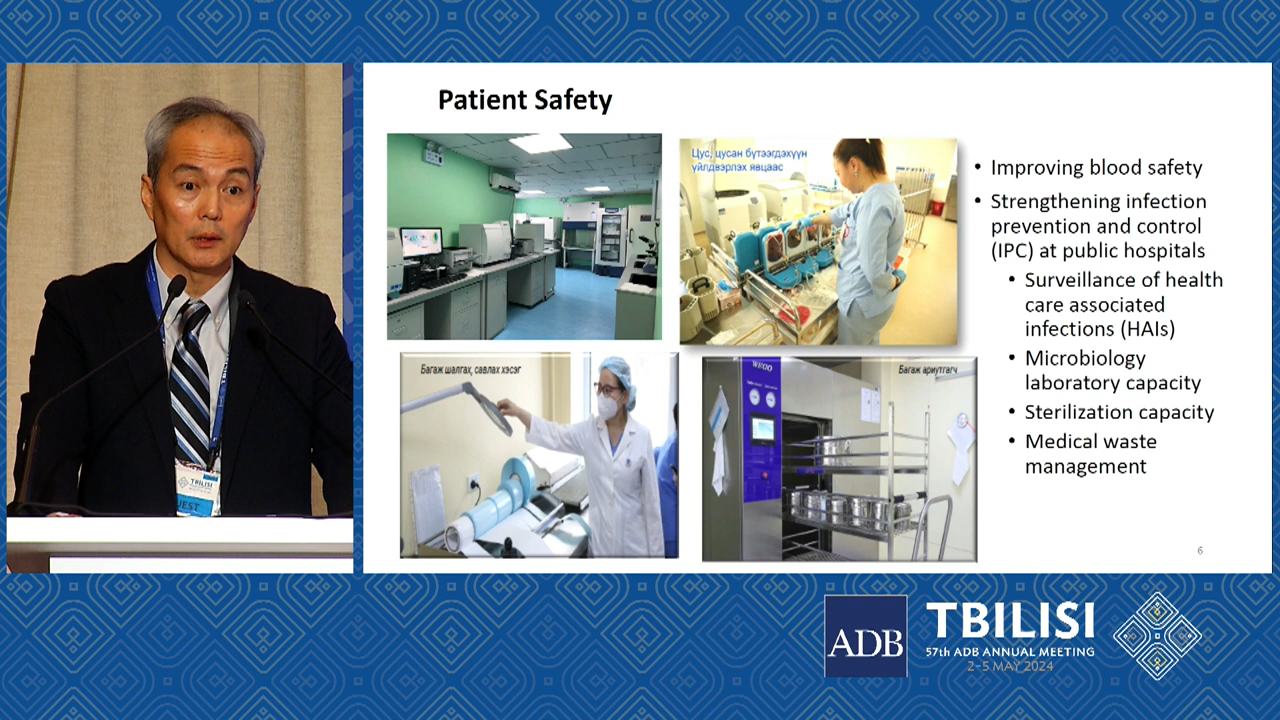 Patient Safety
Цус, цусан бүтээгдэхүүн
үйлдвэрлэх явцаас
Багаж шалгах, савлах хэсэг
Багаж ариутгагч
• Improving blood safety
• Strengthening infection
prevention and control
(IPC) at public hospitals
• Surveillance of health
care associated
infections (HAIs)
• Microbiology
laboratory capacity
• Sterilization capacity
• Medical waste
management
6
TBILISI
ADB
TBILISI
57th ADB ANNUAL MEETING
2-5 MAY 2024